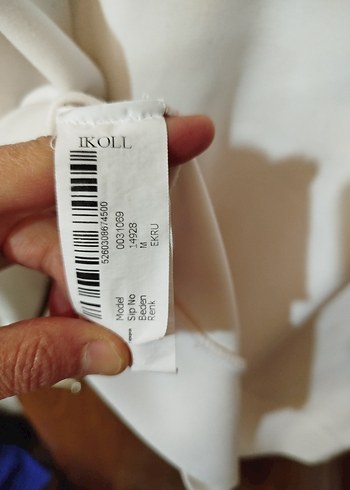 IKOLL
5260308674500
Model 0031069
Sip No 14928
Beden M
Renk EKRU